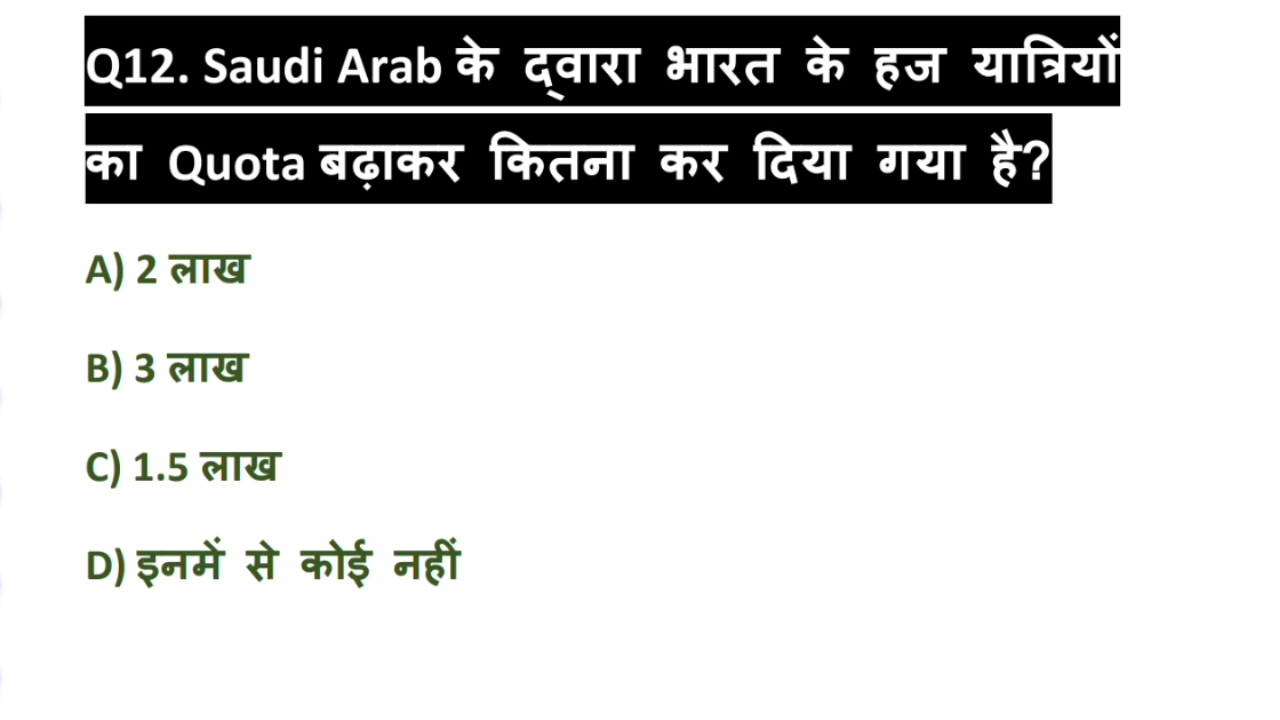 Q12. Saudi Arab के द्वारा भारत के हज यात्रियों
का Quota बढ़ाकर कितना कर दिया गया है?
A) 2 लाख
B) 3 लाख
C) 1.5 लाख
D) इनमें से कोई नहीं